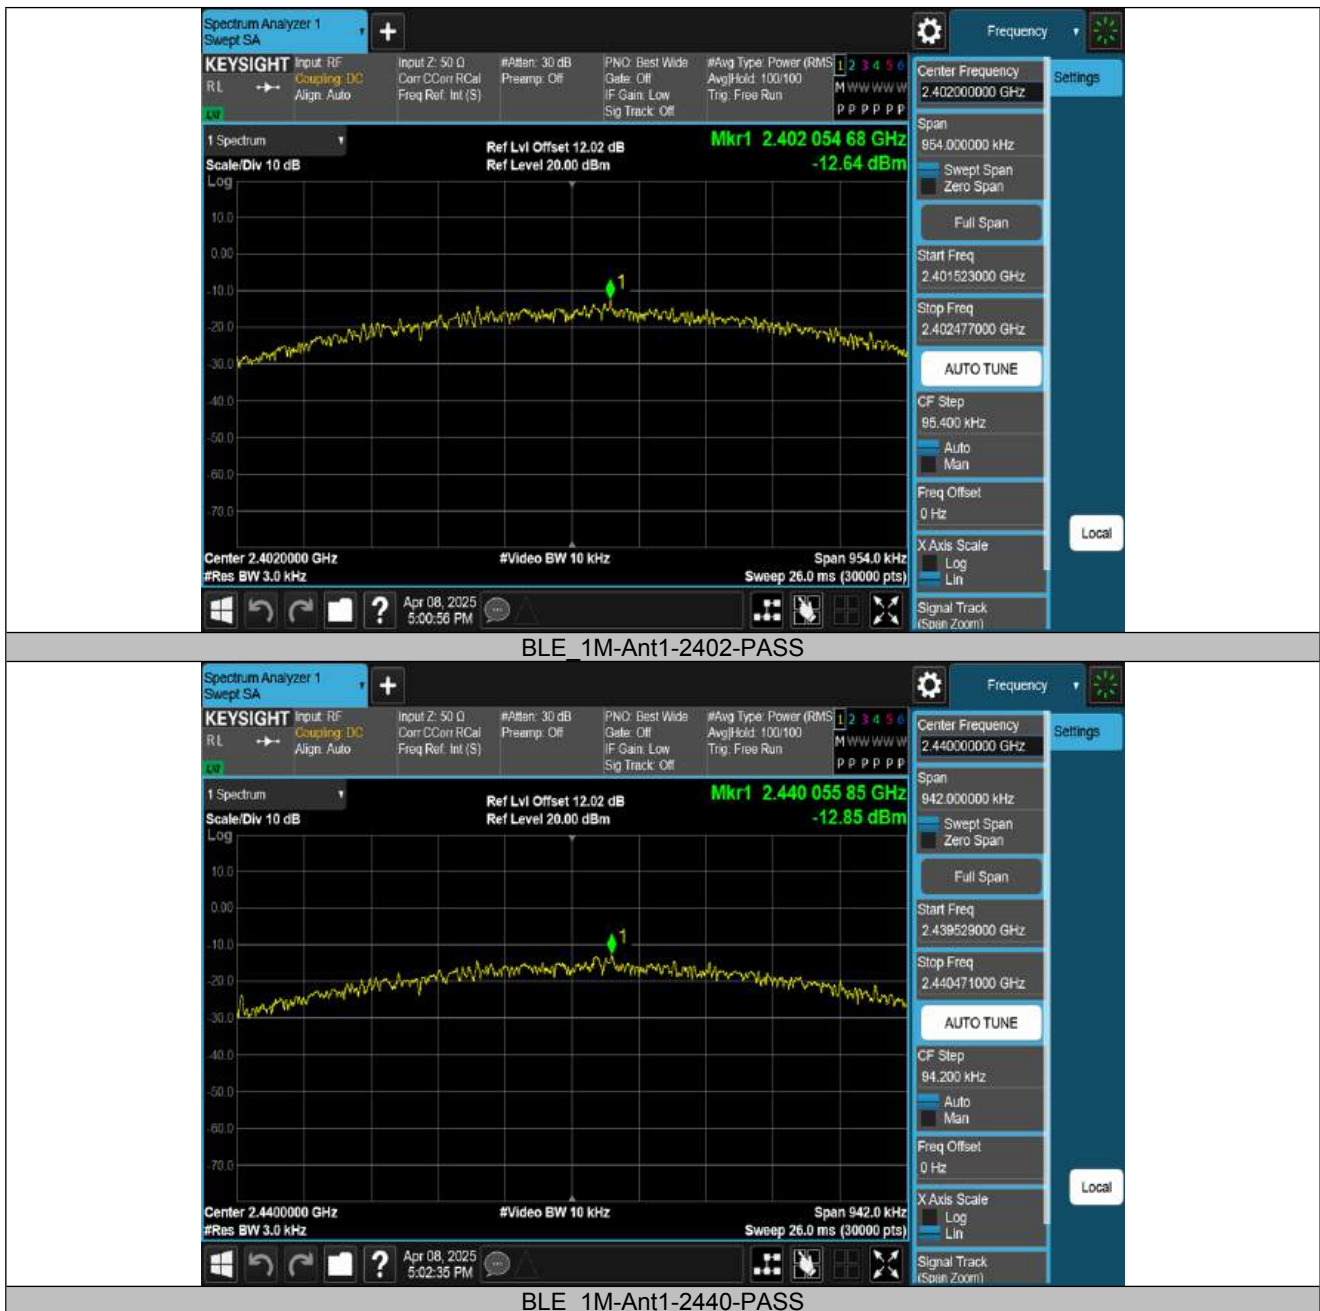 Spectrum Analyzer 1
Swept SA
Frequency
KEYSIGHT
RL
Input: RF
Coupling: DC
Align: Auto
Input Z: 50 Ω
Corr CCorr RCal
Freq Ref: Int (S)
#Atten: 30 dB
Preamp: Off
PNO: Best Wide
Gate: Off
IF Gain: Low
Sig Track: Off
#Avg Type: Power (RMS
Avg|Hold: 100/100
Trig: Free Run
1 2 3 4 5 6
M W W W W W
P P P P P P
1 Spectrum
Scale/Div 10 dB
Log
Ref Lvl Offset 12.02 dB
Ref Level 20.00 dBm
Mkr1 2.402 054 68 GHz
-12.64 dBm
10.0
0.00
-10.0
-20.0
-30.0
-40.0
-50.0
-60.0
-70.0
1
Center 2.4020000 GHz
#Res BW 3.0 kHz
#Video BW 10 kHz
Span 954.0 kHz
Sweep 26.0 ms (30000 pts)
Apr 08, 2025
5:00:56 PM
Center Frequency
2.402000000 GHz
Span
954.000000 kHz
Swept Span
Zero Span
Full Span
Start Freq
2.401523000 GHz
Stop Freq
2.402477000 GHz
AUTO TUNE
CF Step
95.400 kHz
Auto
Man
Freq Offset
0 Hz
X Axis Scale
Log
Lin
Signal Track
(Span Zoom)
Settings
Local
BLE_1M-Ant1-2402-PASS
Spectrum Analyzer 1
Swept SA
Frequency
KEYSIGHT
RL
Input: RF
Coupling: DC
Align: Auto
Input Z: 50 Ω
Corr CCorr RCal
Freq Ref: Int (S)
#Atten: 30 dB
Preamp: Off
PNO: Best Wide
Gate: Off
IF Gain: Low
Sig Track: Off
#Avg Type: Power (RMS
Avg|Hold: 100/100
Trig: Free Run
1 2 3 4 5 6
M W W W W W
P P P P P P
1 Spectrum
Scale/Div 10 dB
Log
Ref Lvl Offset 12.02 dB
Ref Level 20.00 dBm
Mkr1 2.440 055 85 GHz
-12.85 dBm
10.0
0.00
-10.0
-20.0
-30.0
-40.0
-50.0
-60.0
-70.0
1
Center 2.4400000 GHz
#Res BW 3.0 kHz
#Video BW 10 kHz
Span 942.0 kHz
Sweep 26.0 ms (30000 pts)
Apr 08, 2025
5:02:35 PM
Center Frequency
2.440000000 GHz
Span
942.000000 kHz
Swept Span
Zero Span
Full Span
Start Freq
2.439529000 GHz
Stop Freq
2.440471000 GHz
AUTO TUNE
CF Step
94.200 kHz
Auto
Man
Freq Offset
0 Hz
X Axis Scale
Log
Lin
Signal Track
(Span Zoom)
Settings
Local
BLE_1M-Ant1-2440-PASS